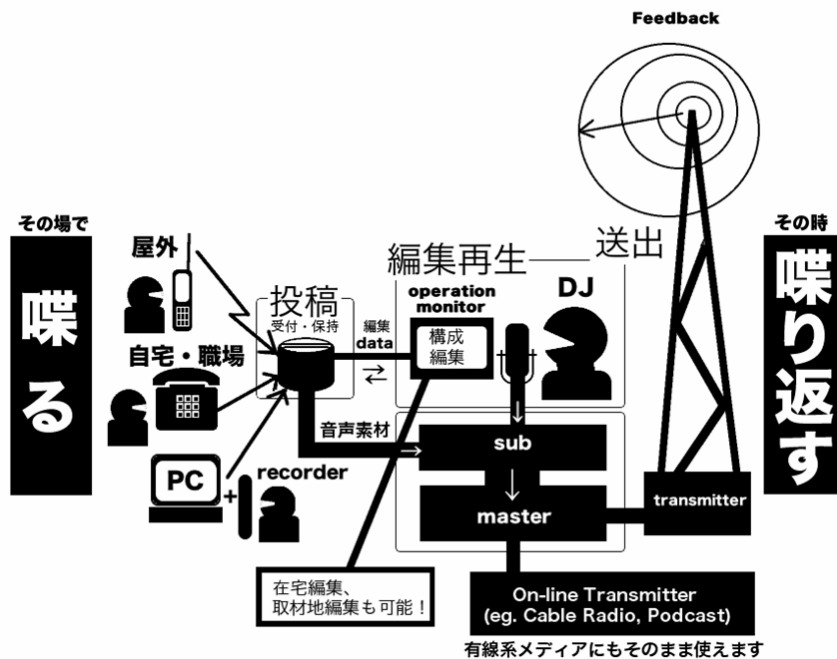 Feedback
その場で
喋る
屋外
自宅・職場
PC
+
recorder
投稿
受付・保持
編集
data
⇄
音声素材
編集再生
送出
operation
monitor
構成
編集
DJ
sub
master
在宅編集、
取材地編集も可能！
transmitter
On-line Transmitter
(eg. Cable Radio, Podcast)
有線系メディアにもそのまま使えます
その時
喋り返す